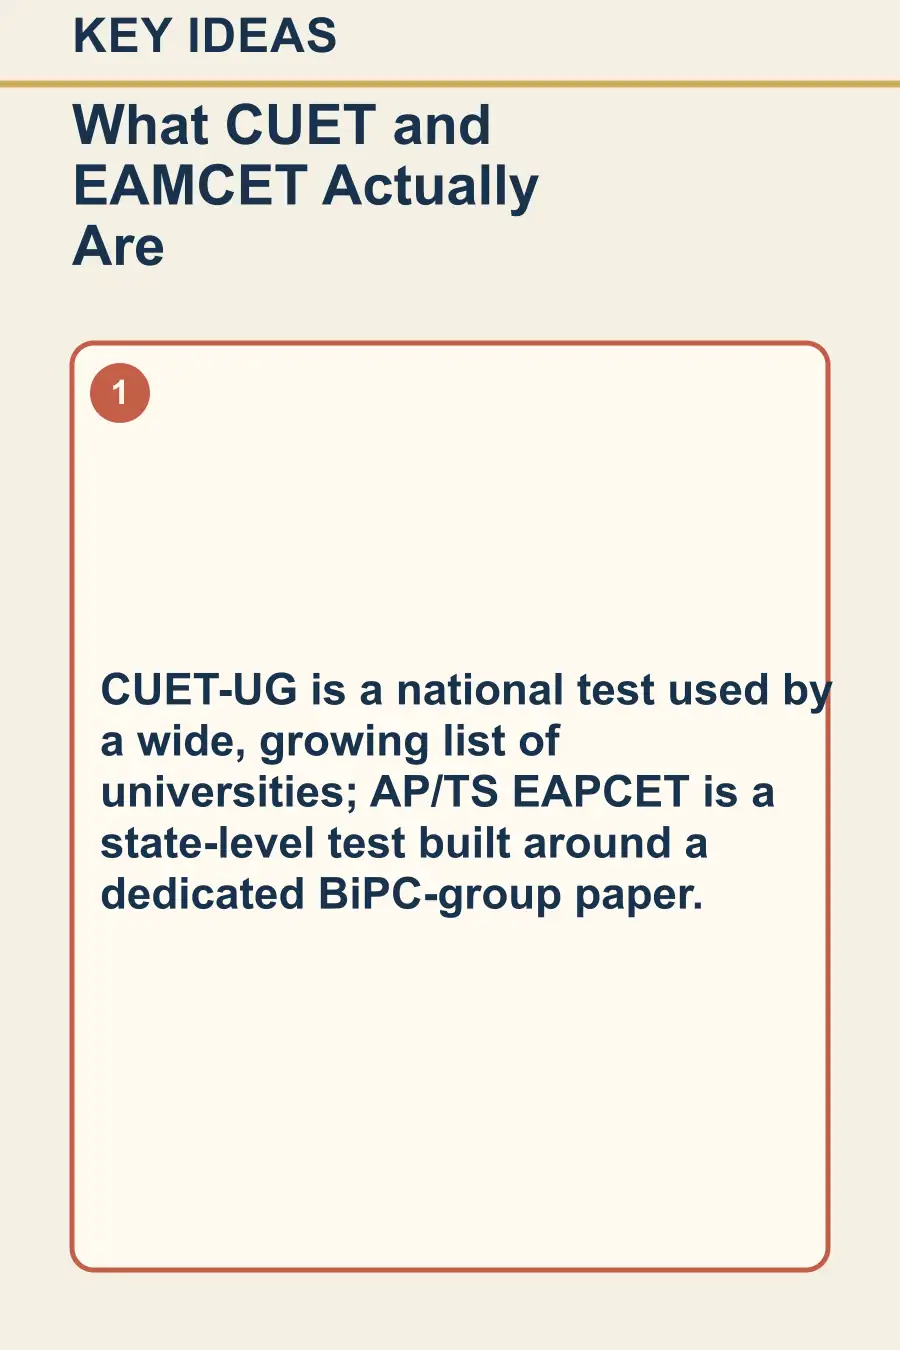 KEY IDEAS
What CUET and
EAMCET Actually
Are
1
CUET-UG is a national test used by
a wide, growing list of
universities; AP/TS EAPCET is a
state-level test built around a
dedicated BiPC-group paper.